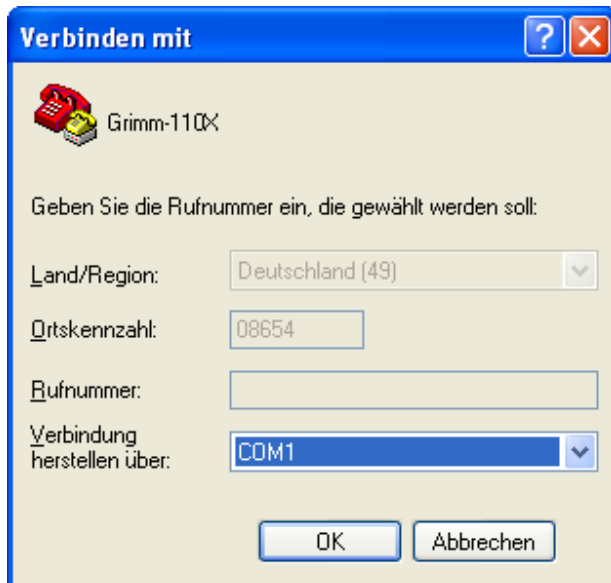 Verbinden mit
Grimm-110X
Geben Sie die Rufnummer ein, die gewählt werden soll:
Land/Region: Deutschland (49)
Ortskennzahl: 08654
Rufnummer:
Verbindung
herstellen über: COM1
OK Abbrechen